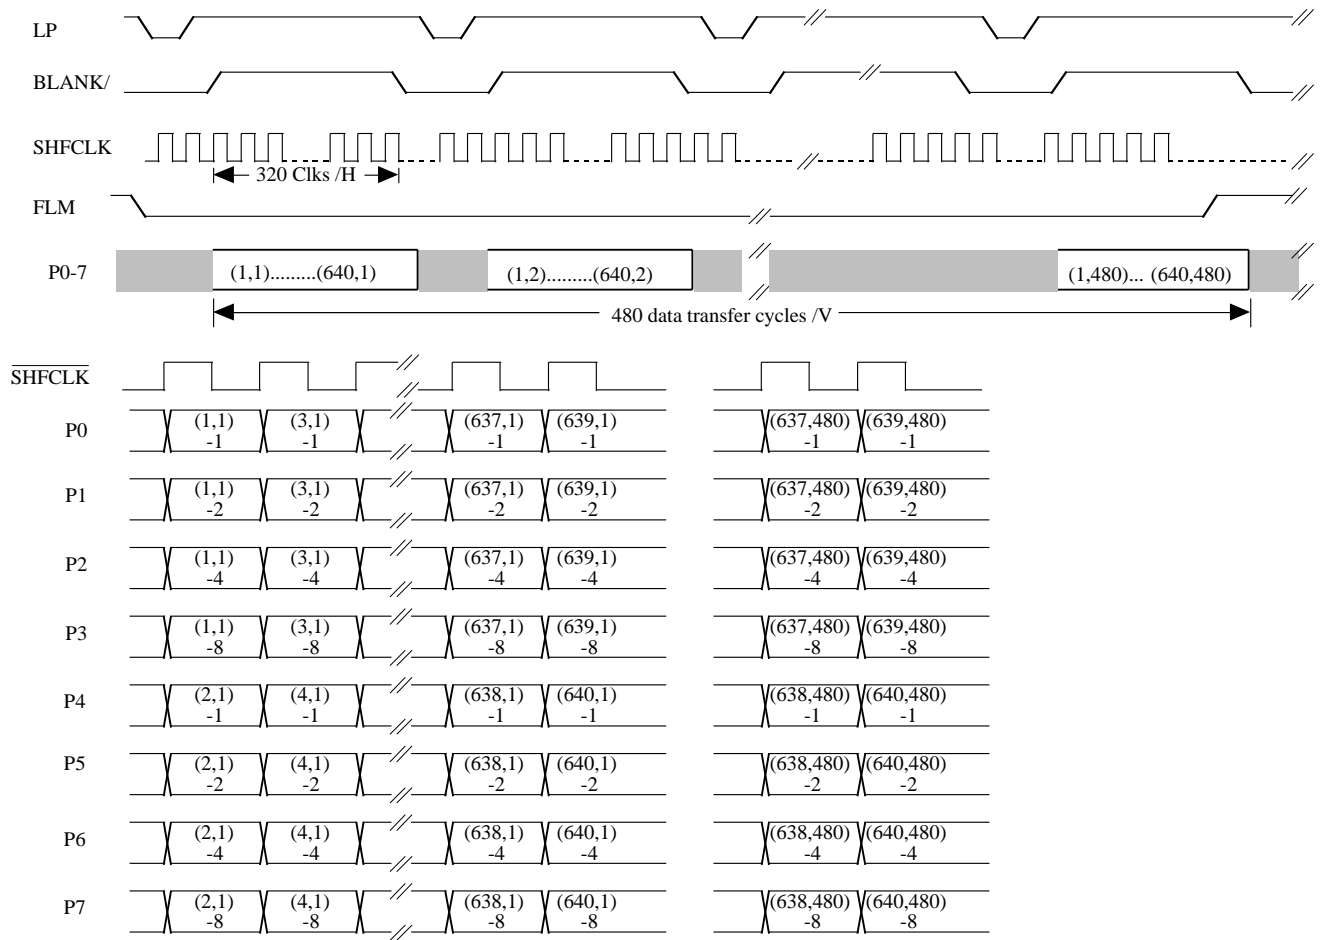 LP
BLANK/
SHFCLK
320 Clks /H
FLM
P0-7 (1,1).........(640,1) (1,2).........(640,2) (1,480)... (640,480)
480 data transfer cycles /V
SHFCLK
P0 (1,1) (3,1) (637,1) (639,1) (637,480) (639,480)
-1 -1 -1 -1 -1 -1
P1 (1,1) (3,1) (637,1) (639,1) (637,480) (639,480)
-2 -2 -2 -2 -2 -2
P2 (1,1) (3,1) (637,1) (639,1) (637,480) (639,480)
-4 -4 -4 -4 -4 -4
P3 (1,1) (3,1) (637,1) (639,1) (637,480) (639,480)
-8 -8 -8 -8 -8 -8
P4 (2,1) (4,1) (638,1) (640,1) (638,480) (640,480)
-1 -1 -1 -1 -1 -1
P5 (2,1) (4,1) (638,1) (640,1) (638,480) (640,480)
-2 -2 -2 -2 -2 -2
P6 (2,1) (4,1) (638,1) (640,1) (638,480) (640,480)
-4 -4 -4 -4 -4 -4
P7 (2,1) (4,1) (638,1) (640,1) (638,480) (640,480)
-8 -8 -8 -8 -8 -8